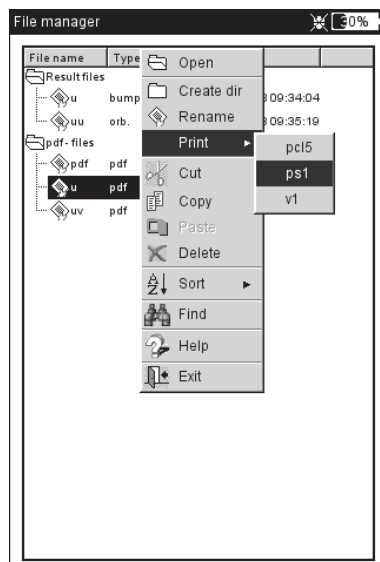 File manager 30%
File name Type
Result files
u bump 09:34:04
uu orb. 09:35:19
pdf- files
pdf pdf
u pdf
uv pdf
Open
Create dir
Rename
Print
Cut
Copy
Paste
Delete
Sort
Find
Help
Exit
pcl5
ps1
v1